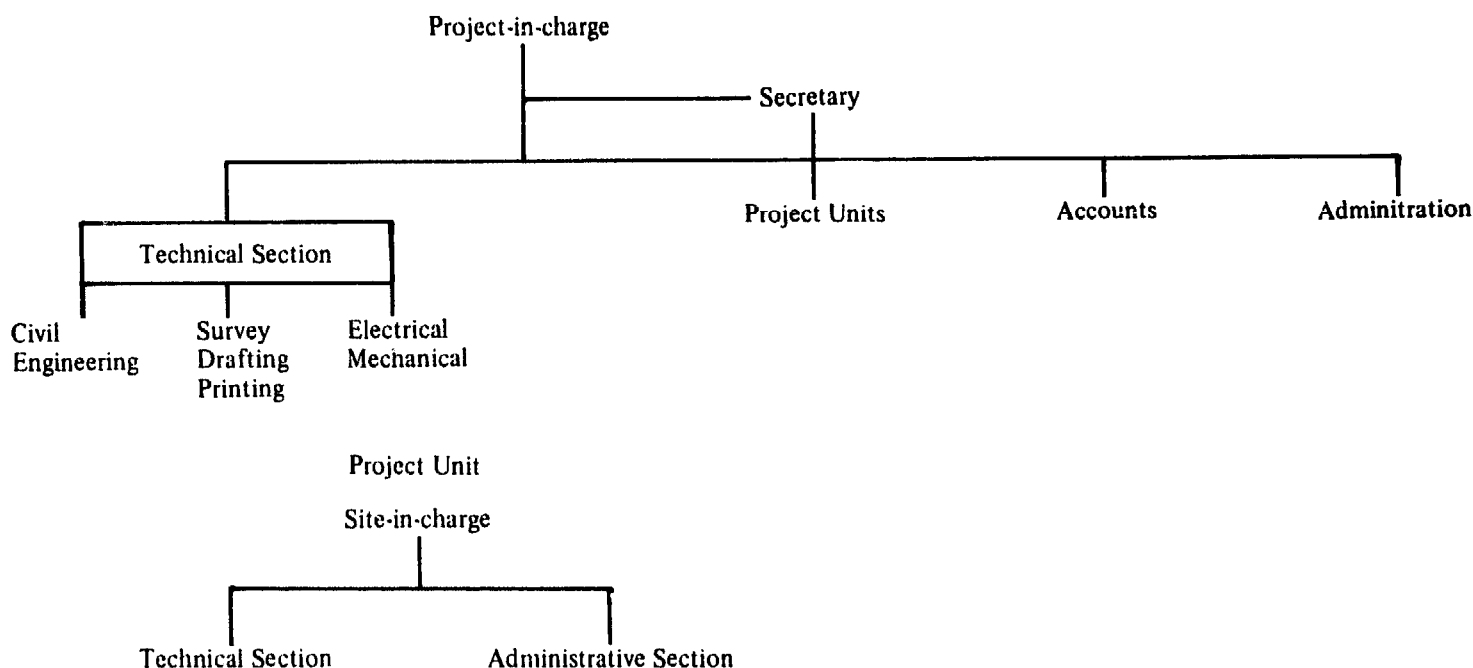 Project-in-charge
Secretary
Project Units
Accounts
Adminitration
Technical Section
Civil
Engineering
Survey
Drafting
Printing
Electrical
Mechanical
Project Unit
Site-in-charge
Technical Section
Administrative Section